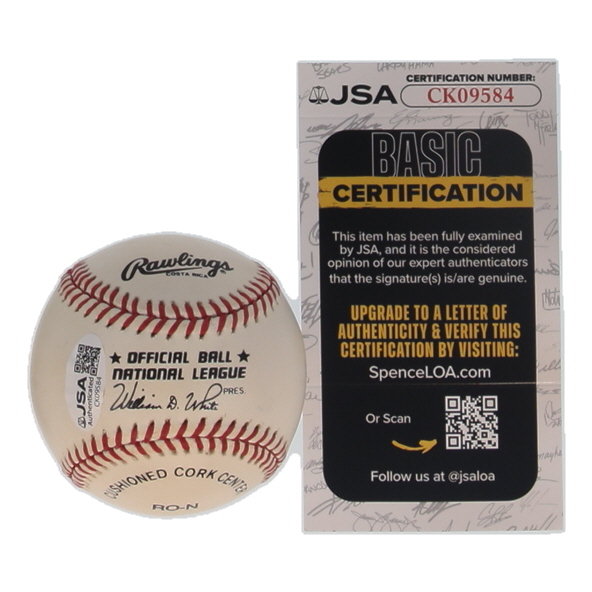 Rawlings
COSTA RICA
★ OFFICIAL BALL ★
NATIONAL LEAGUE
William D. White PRES.
CUSHIONED CORK CENTER
RO-N
JSA
Authenticated
CK09584
JSA
CERTIFICATION NUMBER:
CK09584
BASIC
CERTIFICATION
This item has been fully examined
by JSA, and it is the considered
opinion of our expert authenticators
that the signature(s) is/are genuine.
UPGRADE TO A LETTER OF
AUTHENTICITY & VERIFY THIS
CERTIFICATION BY VISITING:
SpenceLOA.com
Or Scan
Follow us at @jsaloa